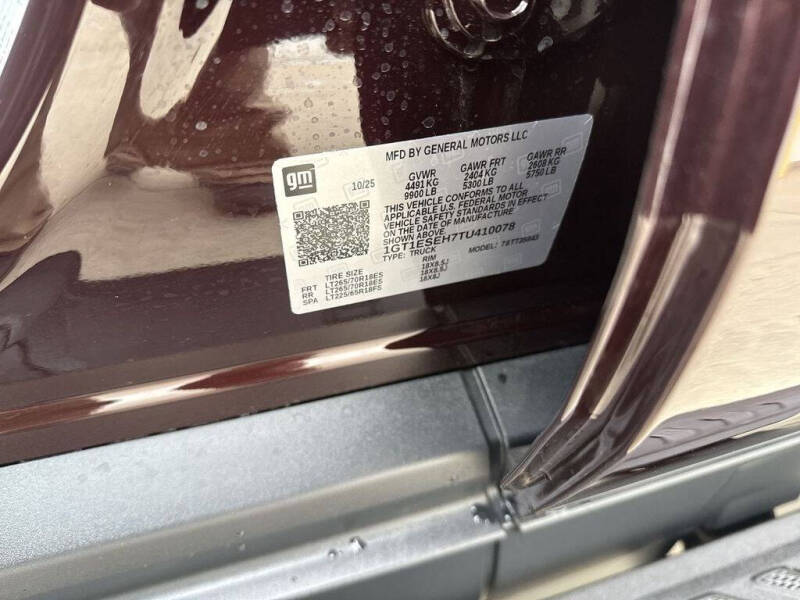 MFD BY GENERAL MOTORS LLC
gm
10/25
GVWR GAWR FRT GAWR RR
4491 KG 2404 KG 2608 KG
9900 LB 5300 LB 5750 LB
THIS VEHICLE CONFORMS TO ALL
APPLICABLE U.S. FEDERAL MOTOR
VEHICLE SAFETY STANDARDS IN EFFECT
ON THE DATE OF MANUFACTURE
SHOWN ABOVE.
1GT1ESEH7TU410078
TYPE: TRUCK MODEL:
TIRE SIZE RIM
FRT LT265/70R18ES 18X8.5J
RR LT265/70R18ES 18X8.5J
SPA LT225/65R18FS 18X8J